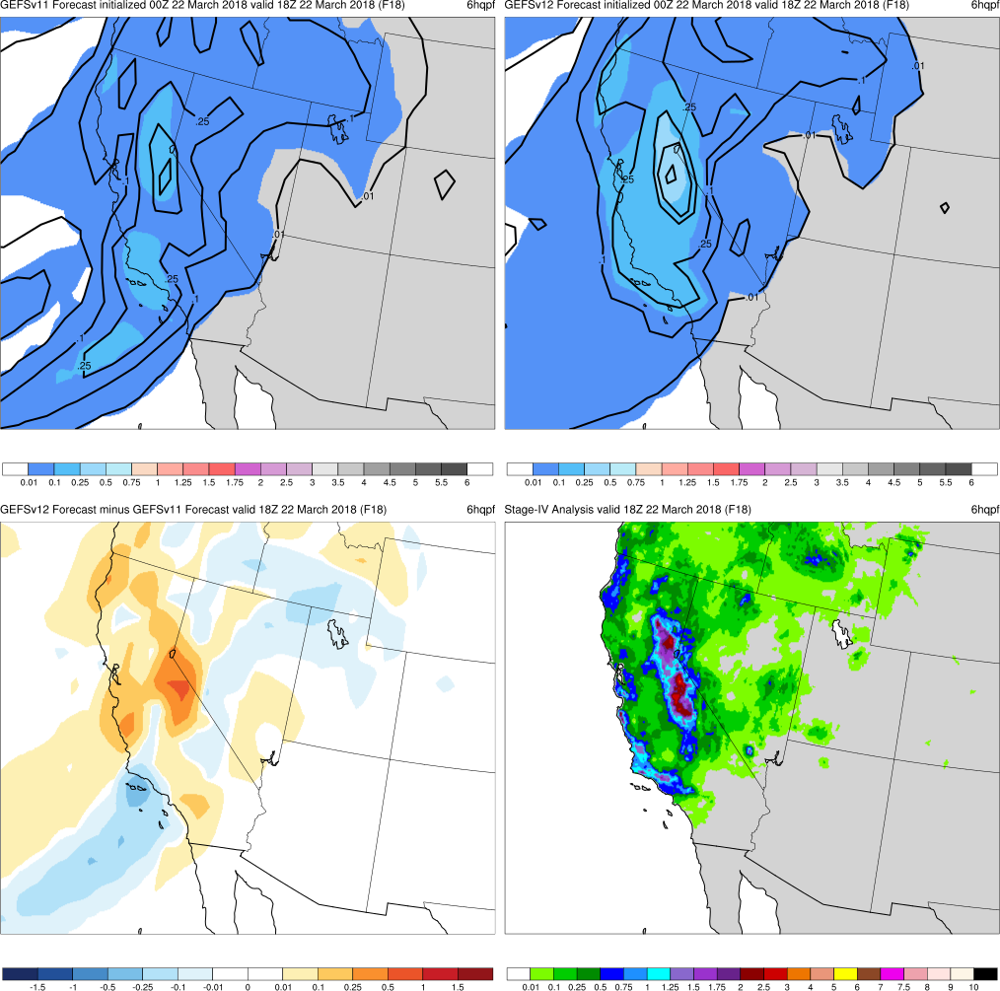 GEFSv11 Forecast initialized 00Z 22 March 2018 valid 18Z 22 March 2018 (F18) 6hqpf
.25
.1
.1
.01
.01
.25
.1
.1
.25
0.01 0.1 0.25 0.5 0.75 1 1.25 1.5 1.75 2 2.5 3 3.5 4 4.5 5 5.5 6
GEFSv12 Forecast initialized 00Z 22 March 2018 valid 18Z 22 March 2018 (F18) 6hqpf
.01
.1
.25
.01
.25
.1
.25
.1
.01
0.01 0.1 0.25 0.5 0.75 1 1.25 1.5 1.75 2 2.5 3 3.5 4 4.5 5 5.5 6
GEFSv12 Forecast minus GEFSv11 Forecast valid 18Z 22 March 2018 (F18) 6hqpf
-1.5 -1 -0.5 -0.25 -0.1 -0.01 0 0.01 0.1 0.25 0.5 1 1.5
Stage-IV Analysis valid 18Z 22 March 2018 (F18) 6hqpf
0.01 0.1 0.25 0.5 0.75 1 1.25 1.5 1.75 2 2.5 3 4 5 6 7 7.5 8 9 10